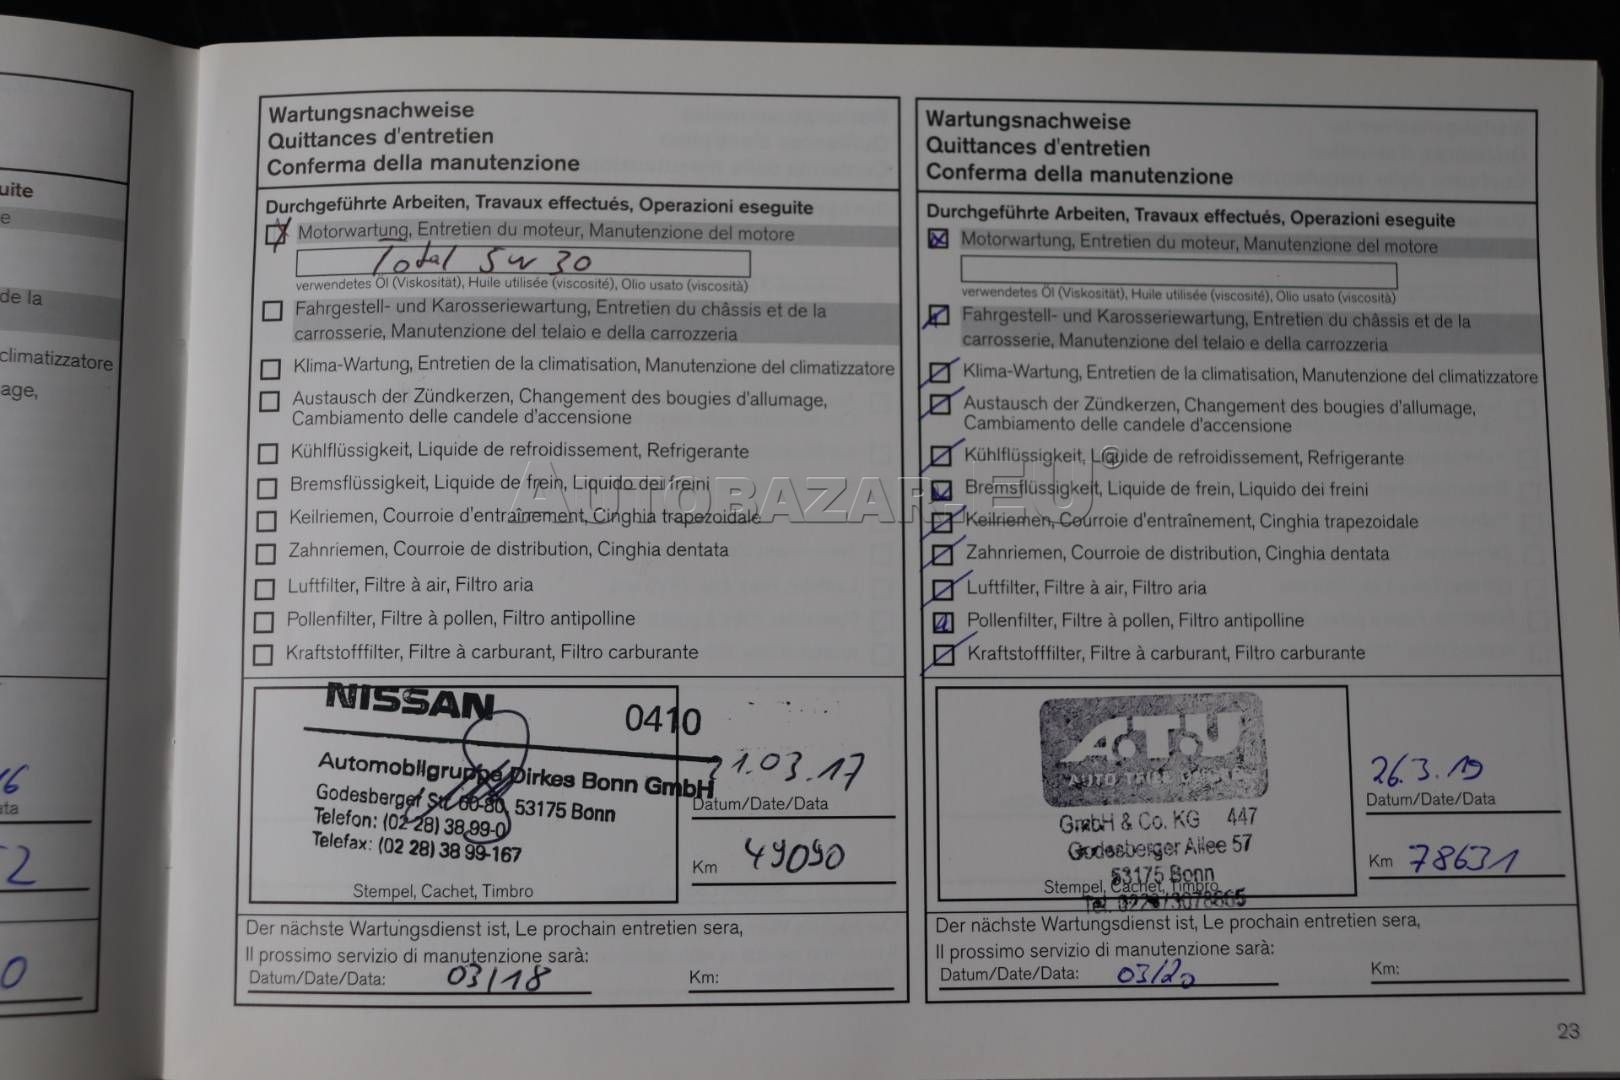 uite
e
de la
climatizzatore
age,
16
ata
2
0
Wartungsnachweise
Quittances d'entretien
Conferma della manutenzione
Durchgeführte Arbeiten, Travaux effectués, Operazioni eseguite
Motorwartung, Entretien du moteur, Manutenzione del motore
Total 5W30
verwendetes Öl (Viskosität), Huile utilisée (viscosité), Olio usato (viscosità)
Fahrgestell- und Karosseriewartung, Entretien du châssis et de la
carrosserie, Manutenzione del telaio e della carrozzeria
Klima-Wartung, Entretien de la climatisation, Manutenzione del climatizzatore
Austausch der Zündkerzen, Changement des bougies d'allumage,
Cambiamento delle candele d'accensione
Kühlflüssigkeit, Liquide de refroidissement, Refrigerante
Bremsflüssigkeit, Liquide de frein, Liquido dei freini
Keilriemen, Courroie d'entraînement, Cinghia trapezoidale
Zahnriemen, Courroie de distribution, Cinghia dentata
Luftfilter, Filtre à air, Filtro aria
Pollenfilter, Filtre à pollen, Filtro antipolline
Kraftstofffilter, Filtre à carburant, Filtro carburante
NISSAN 0410
Automobilgruppe Dirkes Bonn GmbH
Godesberger Str. 60-80, 53175 Bonn
Telefon: (02 28) 38 99-0
Telefax: (02 28) 38 99-167
Stempel, Cachet, Timbro
21.03.17
Datum/Date/Data
Km 49090
Der nächste Wartungsdienst ist, Le prochain entretien sera,
Il prossimo servizio di manutenzione sarà:
Datum/Date/Data: 03/18 Km:
Wartungsnachweise
Quittances d'entretien
Conferma della manutenzione
Durchgeführte Arbeiten, Travaux effectués, Operazioni eseguite
Motorwartung, Entretien du moteur, Manutenzione del motore
verwendetes Öl (Viskosität), Huile utilisée (viscosité), Olio usato (viscosità)
Fahrgestell- und Karosseriewartung, Entretien du châssis et de la
carrosserie, Manutenzione del telaio e della carrozzeria
Klima-Wartung, Entretien de la climatisation, Manutenzione del climatizzatore
Austausch der Zündkerzen, Changement des bougies d'allumage,
Cambiamento delle candele d'accensione
Kühlflüssigkeit, Liquide de refroidissement, Refrigerante
Bremsflüssigkeit, Liquide de frein, Liquido dei freini
Keilriemen, Courroie d'entraînement, Cinghia trapezoidale
Zahnriemen, Courroie de distribution, Cinghia dentata
Luftfilter, Filtre à air, Filtro aria
Pollenfilter, Filtre à pollen, Filtro antipolline
Kraftstofffilter, Filtre à carburant, Filtro carburante
A.T.U
GmbH & Co. KG 447
Godesberger Allee 57
53175 Bonn
Stempel, Cachet, Timbro
26.3.19
Datum/Date/Data
Km 78631
Der nächste Wartungsdienst ist, Le prochain entretien sera,
Il prossimo servizio di manutenzione sarà:
Datum/Date/Data: 03/20 Km:
23
AUTOBAZAR.EU®